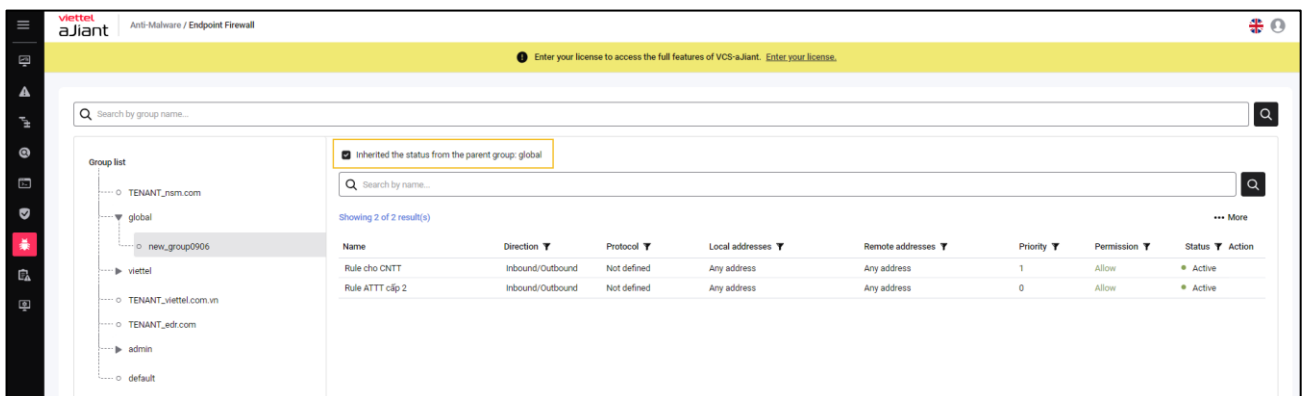 viettel
aJiant
Anti-Malware / Endpoint Firewall
Enter your license to access the full features of VCS-aJiant. Enter your license.
Search by group name...
Group list
TENANT_nsm.com
global
new_group0906
viettel
TENANT_viettel.com.vn
TENANT_edr.com
admin
default
Inherited the status from the parent group: global
Search by name...
Showing 2 of 2 result(s)
More
Name Direction Protocol Local addresses Remote addresses Priority Permission Status Action
Rule cho CNTT Inbound/Outbound Not defined Any address Any address 1 Allow Active
Rule ATTT cấp 2 Inbound/Outbound Not defined Any address Any address 0 Allow Active